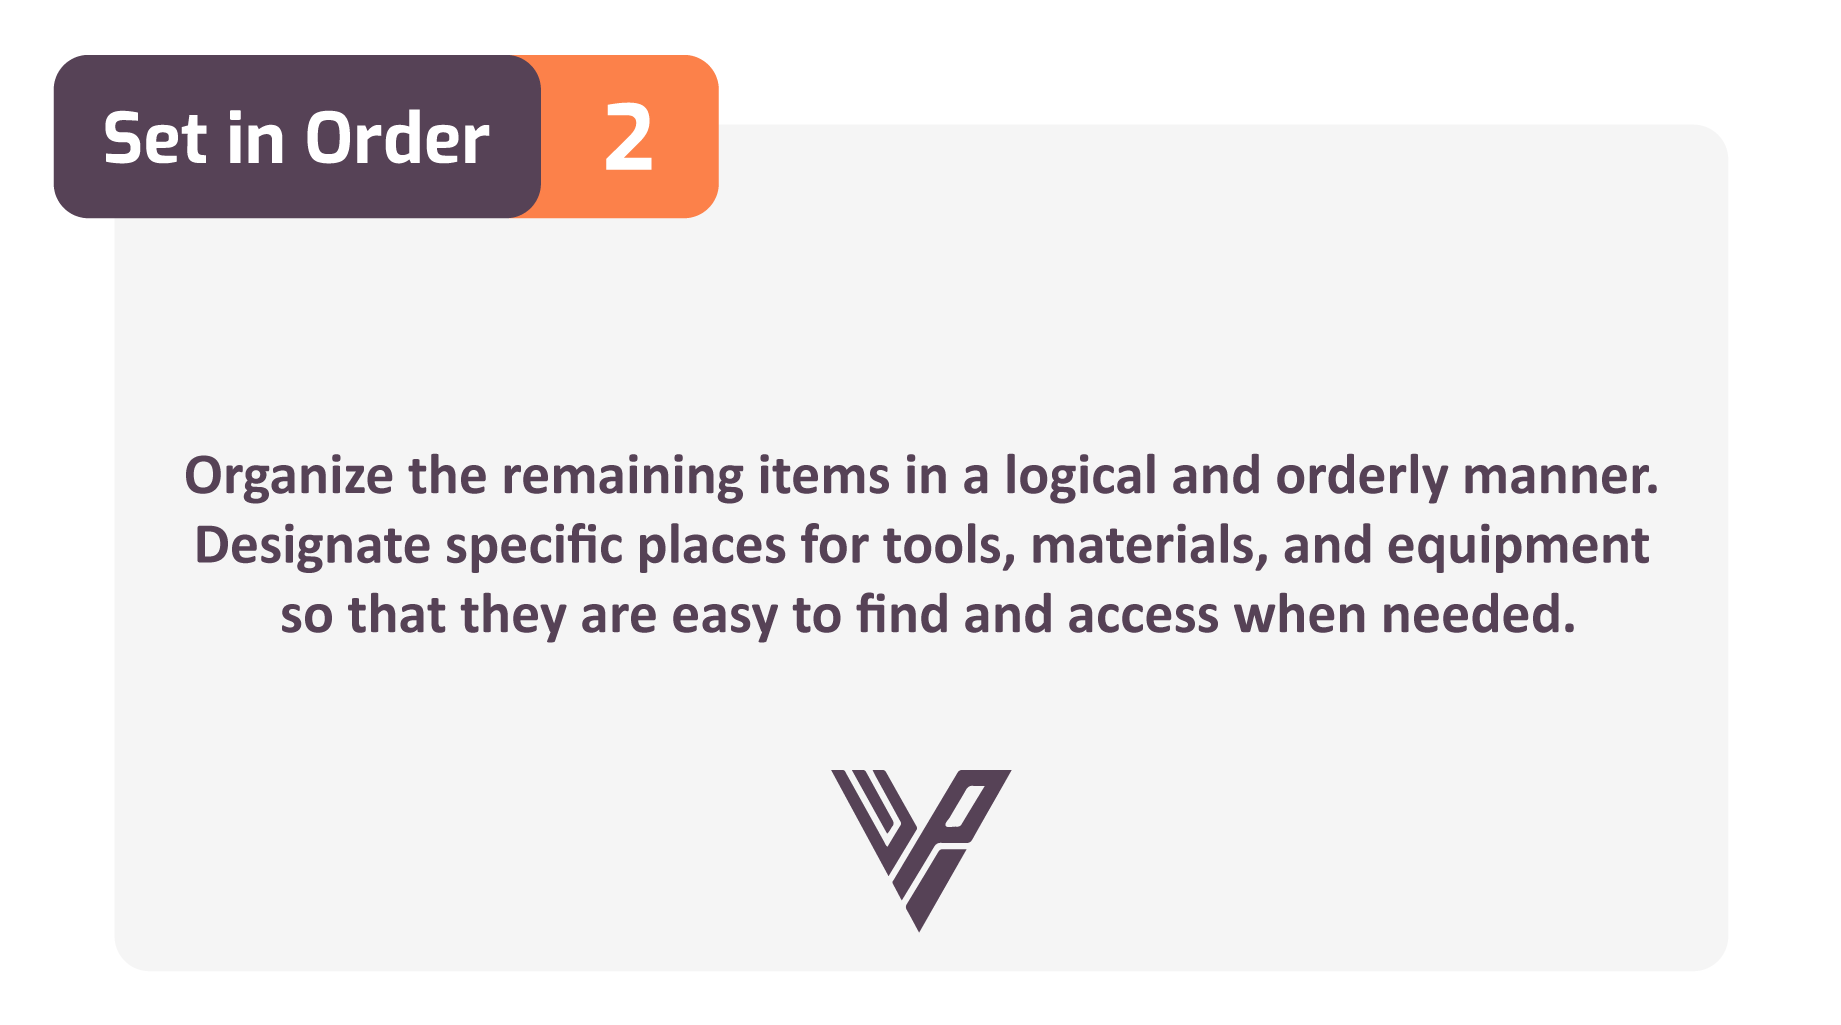 Set in Order 2
Organize the remaining items in a logical and orderly manner.
Designate specific places for tools, materials, and equipment
so that they are easy to find and access when needed.